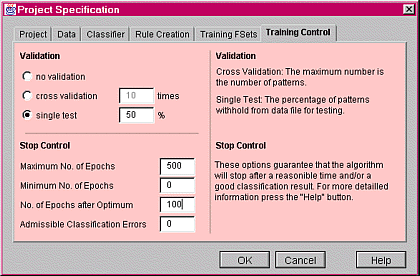 Project Specification
Project Data Classifier Rule Creation Training FSets Training Control
Validation
no validation
cross validation 10 times
single test 50 %
Validation
Cross Validation: The maximum number is
the number of patterns.
Single Test: The percentage of patterns
withhold from data file for testing.
Stop Control
Maximum No. of Epochs 500
Minimum No. of Epochs 0
No. of Epochs after Optimum 100
Admissible Classification Errors 0
Stop Control
These options guarantee that the algorithm
will stop after a reasonible time and/or a
good classification result. For more detailled
information press the "Help" button.
OK Cancel Help